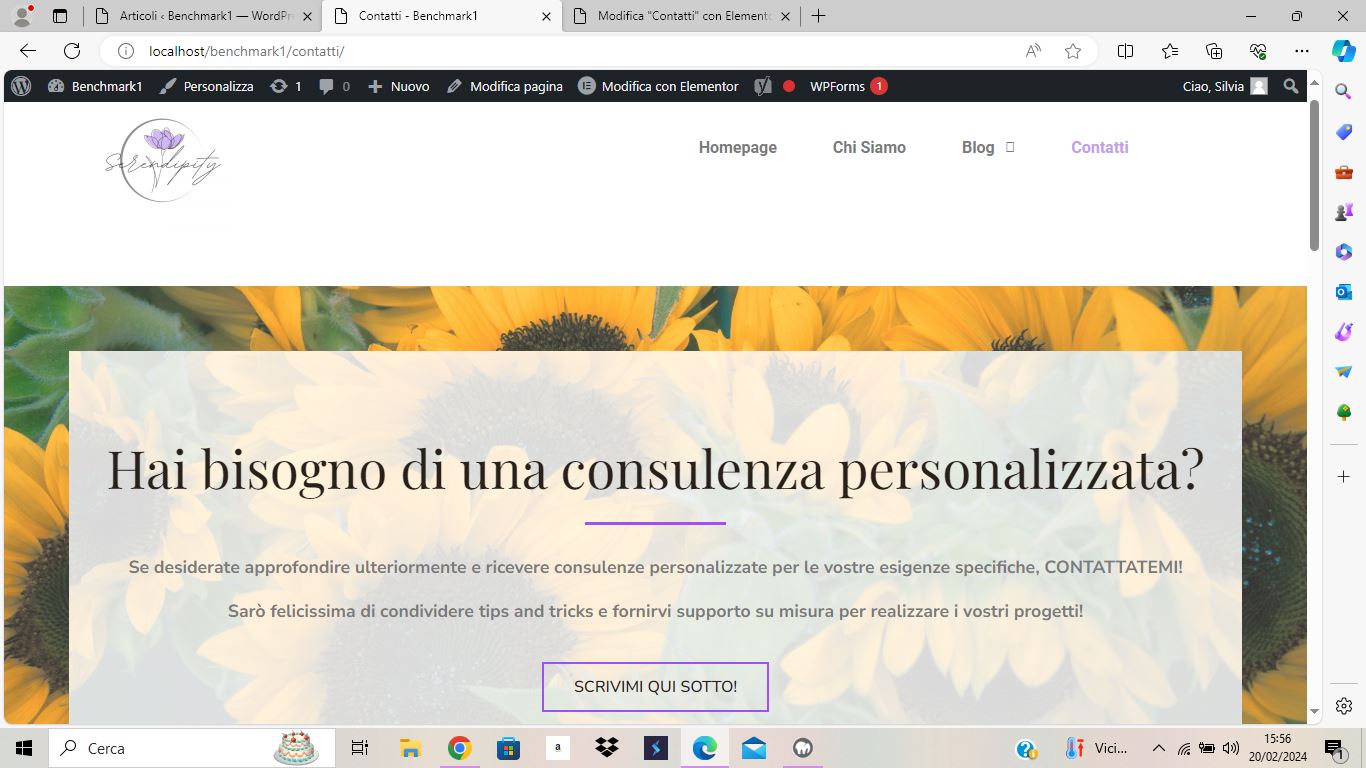 Articoli ‹ Benchmark1 — WordPr
Contatti - Benchmark1
Modifica "Contatti" con Elemento
localhost/benchmark1/contatti/
Benchmark1
Personalizza
1
0
Nuovo
Modifica pagina
Modifica con Elementor
WPForms 1
Ciao, Silvia
Serendipity
Homepage
Chi Siamo
Blog
Contatti
Hai bisogno di una consulenza personalizzata?
Se desiderate approfondire ulteriormente e ricevere consulenze personalizzate per le vostre esigenze specifiche, CONTATTATEMI!
Sarò felicissima di condividere tips and tricks e fornirvi supporto su misura per realizzare i vostri progetti!
SCRIVIMI QUI SOTTO!
Cerca
a
Vici...
15:56
20/02/2024
1